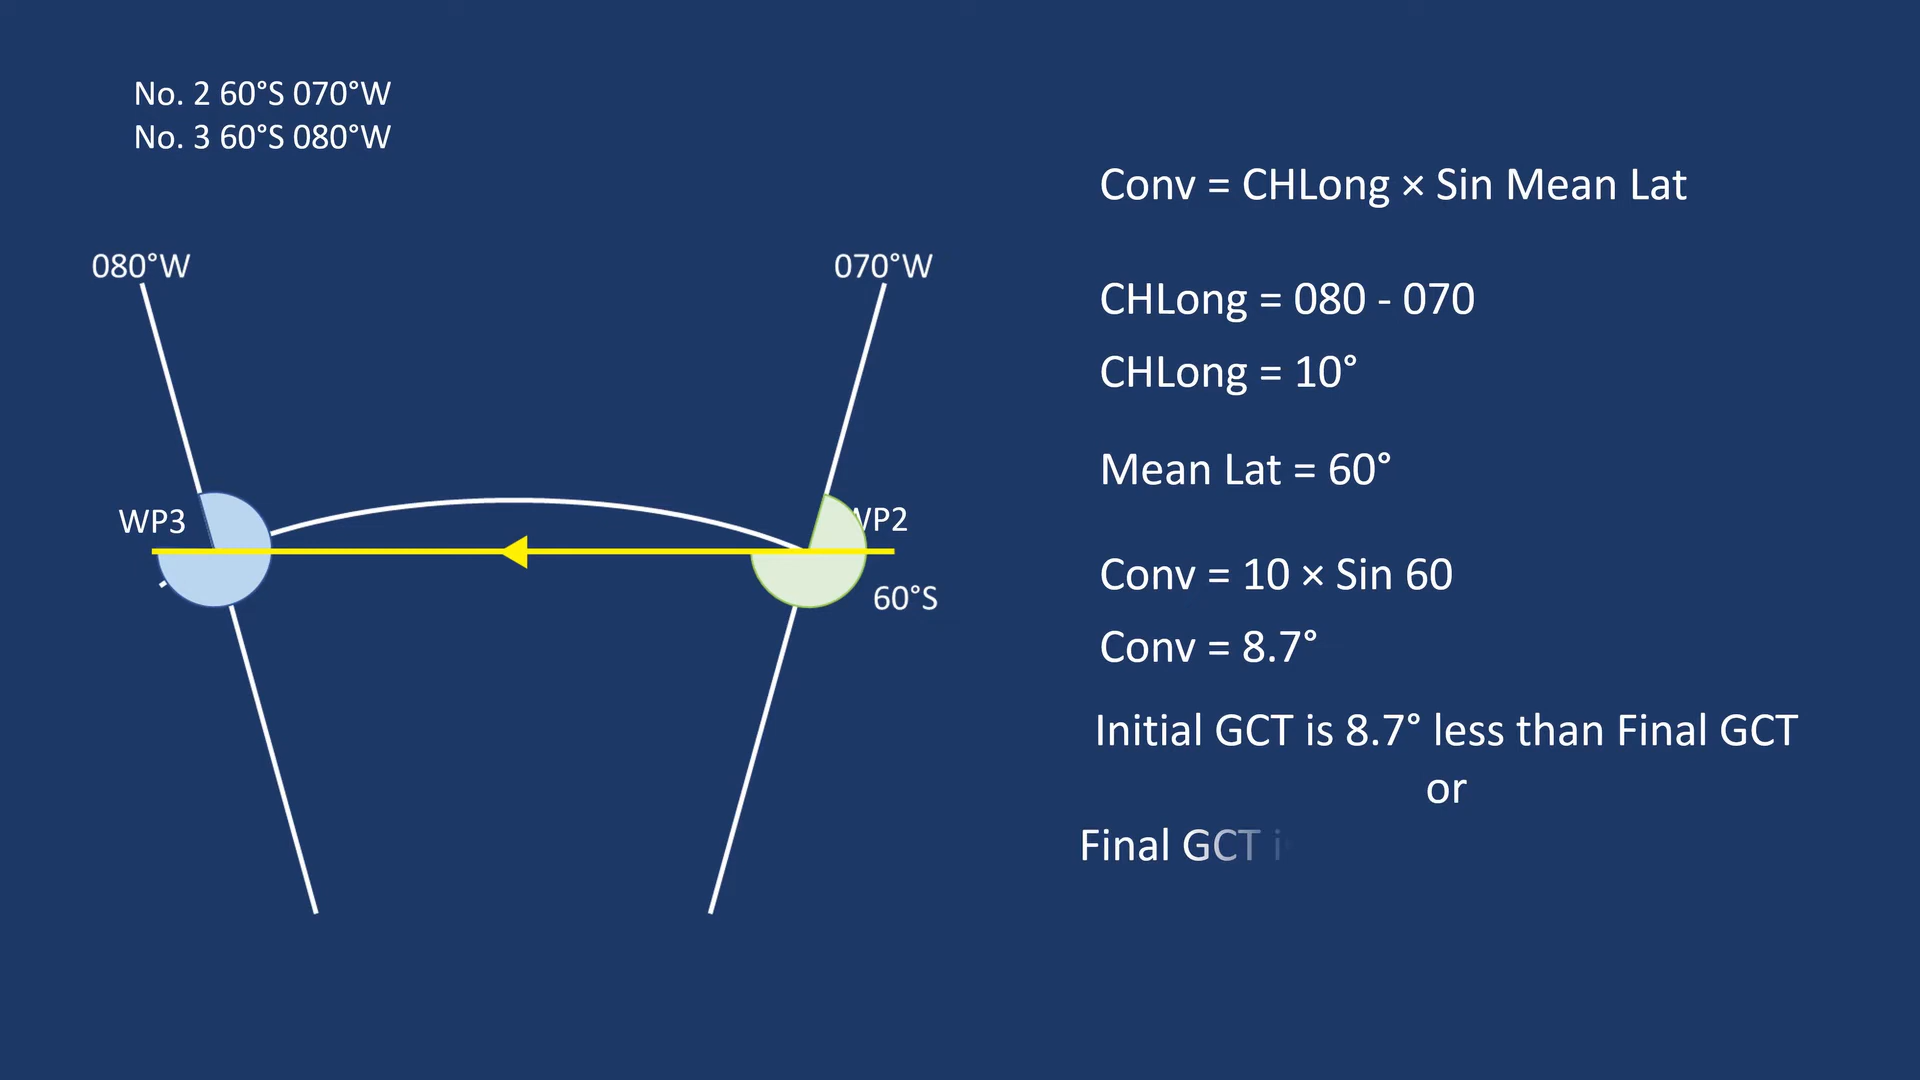 No. 2 60°S 070°W
No. 3 60°S 080°W
080°W
070°W
WP3
WP2
60°S
Conv = CHLong × Sin Mean Lat
CHLong = 080 - 070
CHLong = 10°
Mean Lat = 60°
Conv = 10 × Sin 60
Conv = 8.7°
Initial GCT is 8.7° less than Final GCT
or
Final GCT i